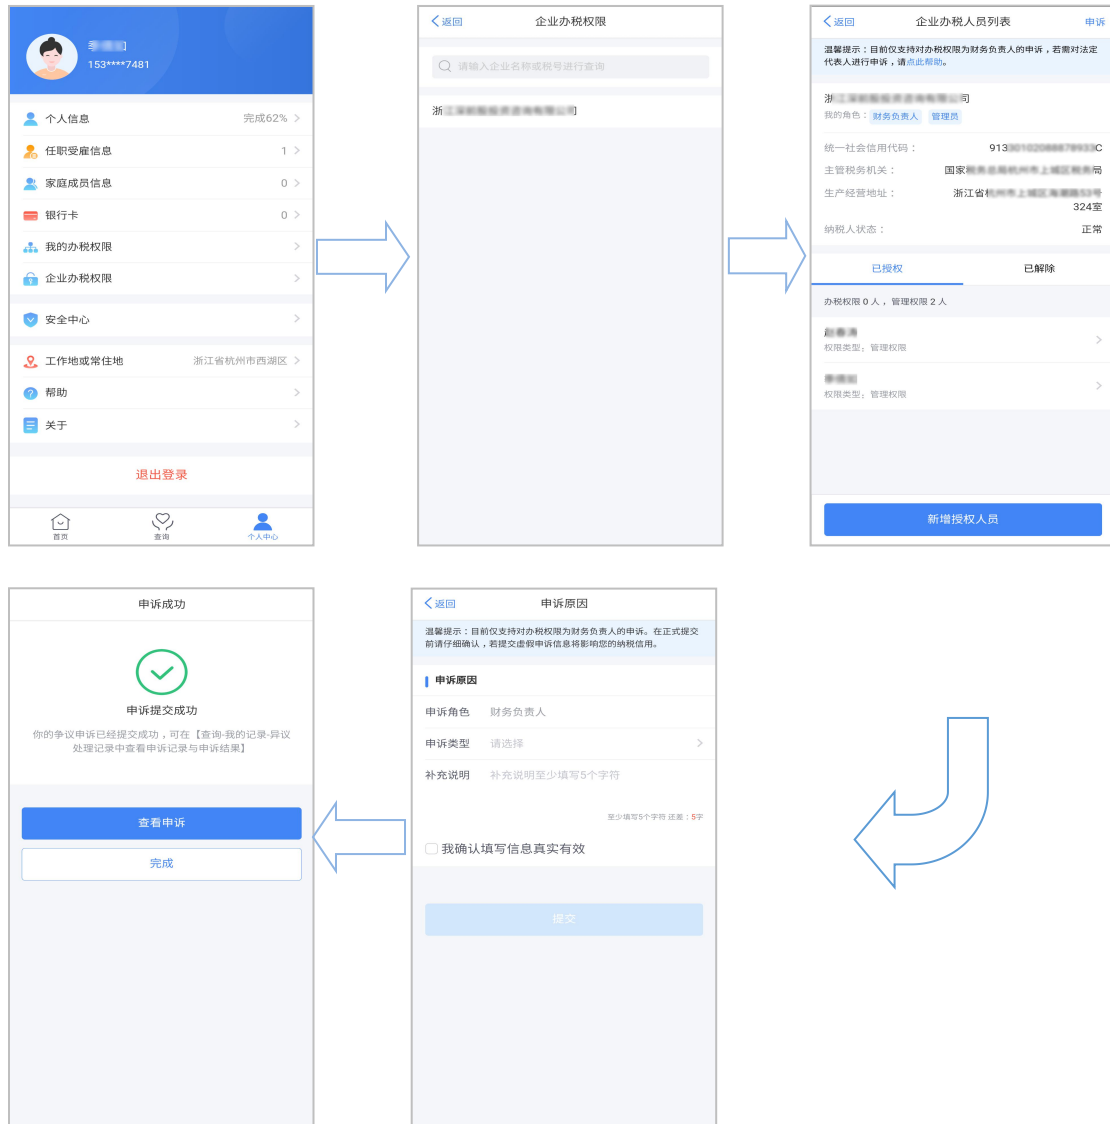 153****7481
个人信息 完成62%
任职受雇信息 1
家庭成员信息 0
银行卡 0
我的办税权限
企业办税权限
安全中心
工作地或常住地 浙江省杭州市西湖区
帮助
关于
退出登录
首页 查询 个人中心
返回 企业办税权限
请输入企业名称或税号进行查询
浙
返回 企业办税人员列表 申诉
温馨提示：目前仅支持对办税权限为财务负责人的申诉，若需对法定
代表人进行申诉，请点此帮助。
浙 司
我的角色： 财务负责人 管理员
统一社会信用代码： 913 C
主管税务机关： 国家 局
生产经营地址： 浙江省
324室
纳税人状态： 正常
已授权 已解除
办税权限 0 人，管理权限 2 人
权限类型：管理权限
权限类型：管理权限
新增授权人员
返回 申诉原因
温馨提示：目前仅支持对办税权限为财务负责人的申诉。在正式提交
前请仔细确认，若提交虚假申诉信息将影响您的纳税信用。
申诉原因
申诉角色 财务负责人
申诉类型 请选择
补充说明 补充说明至少填写5个字符
至少填写5个字符 还差：5字
我确认填写信息真实有效
提交
申诉成功
申诉提交成功
你的争议申诉已经提交成功，可在【查询-我的记录-异议
处理记录中查看申诉记录与申诉结果】
查看申诉
完成